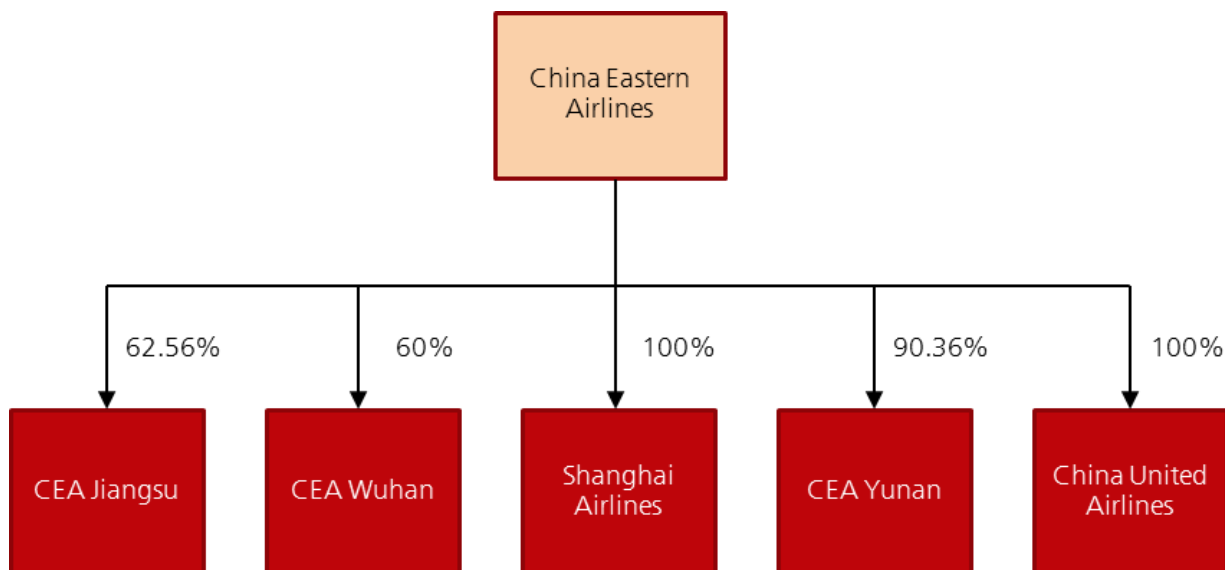 China Eastern
Airlines
62.56%
60%
100%
90.36%
100%
CEA Jiangsu
CEA Wuhan
Shanghai
Airlines
CEA Yunan
China United
Airlines